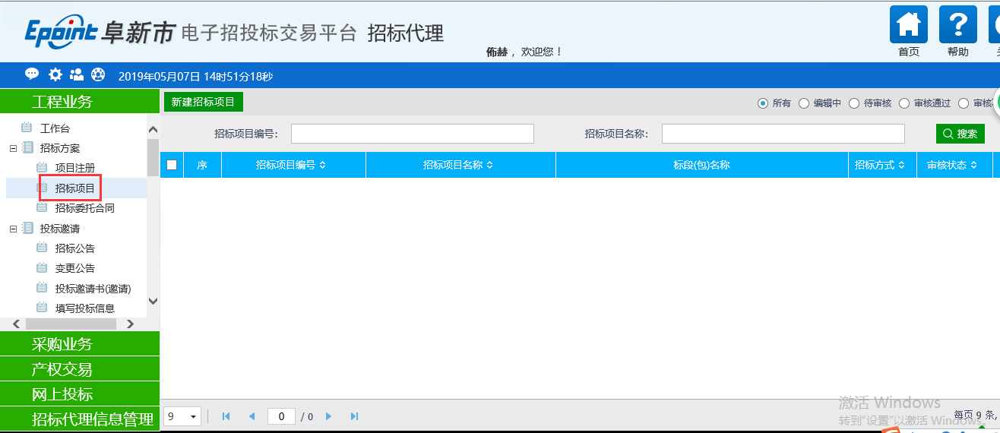 Epoint 阜新市 电子招投标交易平台 招标代理
首页 帮助
，欢迎您！
2019年05月07日 14时51分18秒
工程业务
工作台
招标方案
项目注册
招标项目
招标委托合同
投标邀请
招标公告
变更公告
投标邀请书(邀请)
填写投标信息
采购业务
产权交易
网上投标
招标代理信息管理
新建招标项目
所有 编辑中 待审核 审核通过 审核
招标项目编号： 招标项目名称： 搜索
序 招标项目编号 招标项目名称 标段(包)名称 招标方式 审核状态
9 0 / 0 每页 9 条,
激活 Windows
转到"设置"以激活 Windows。